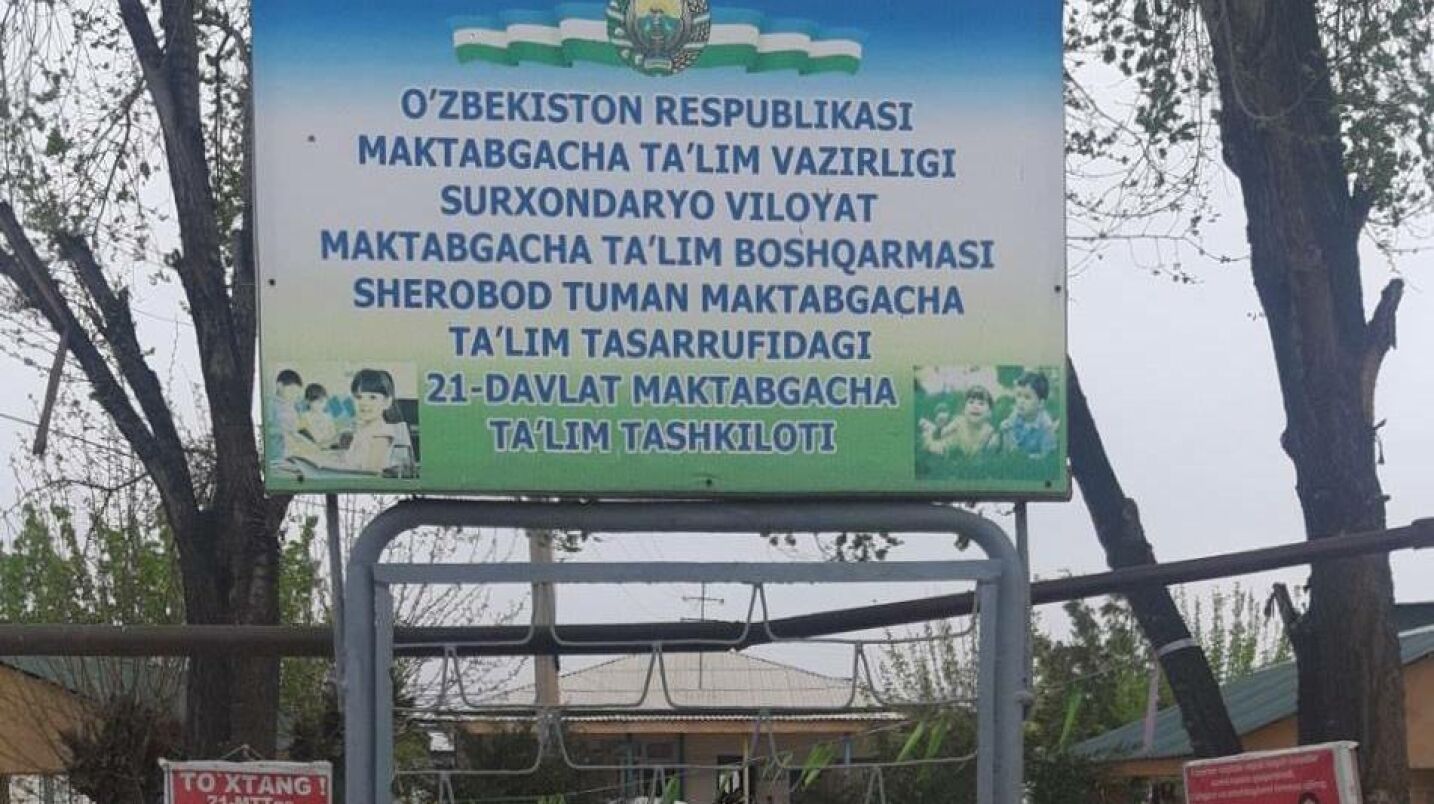 O'ZBEKISTON RESPUBLIKASI
MAKTABGACHA TA'LIM VAZIRLIGI
SURXONDARYO VILOYAT
MAKTABGACHA TA'LIM BOSHQARMASI
SHEROBOD TUMAN MAKTABGACHA
TA'LIM TASARRUFIDAGI
21-DAVLAT MAKTABGACHA
TA'LIM TASHKILOTI
TO`XTANG !